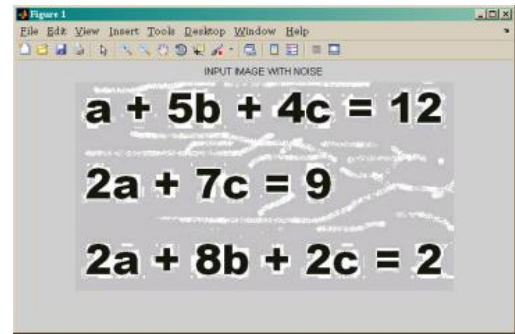 Figure 1
File Edit View Insert Tools Desktop Window Help
INPUT IMAGE WITH NOISE
a + 5b + 4c = 12
2a + 7c = 9
2a + 8b + 2c = 2